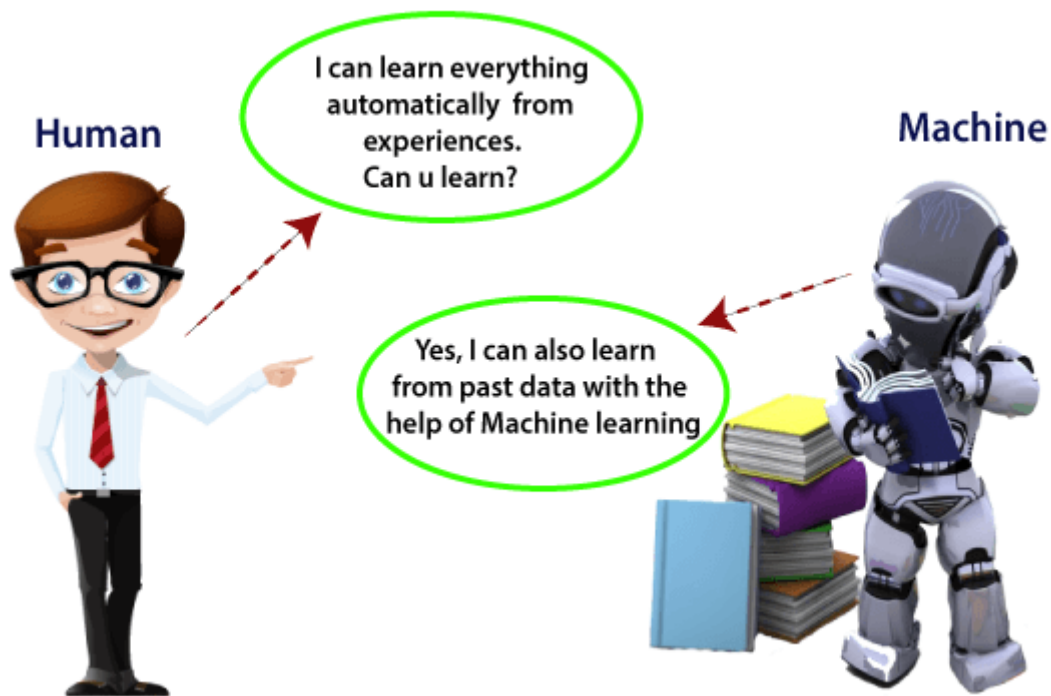 Human
I can learn everything
automatically from
experiences.
Can u learn?
Machine
Yes, I can also learn
from past data with the
help of Machine learning